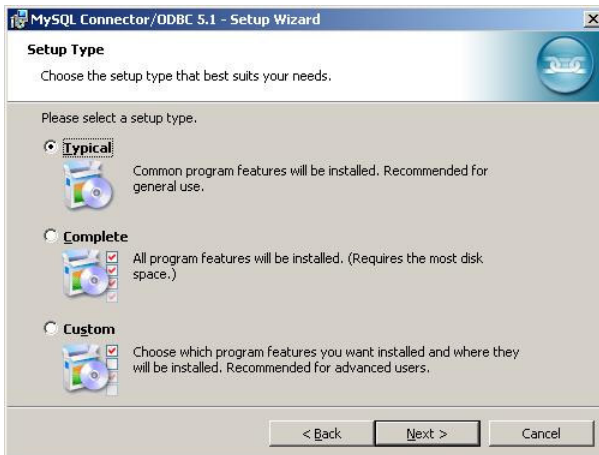 MySQL Connector/ODBC 5.1 - Setup Wizard
Setup Type
Choose the setup type that best suits your needs.
Please select a setup type.
Typical
Common program features will be installed. Recommended for
general use.
Complete
All program features will be installed. (Requires the most disk
space.)
Custom
Choose which program features you want installed and where they
will be installed. Recommended for advanced users.
< Back
Next >
Cancel